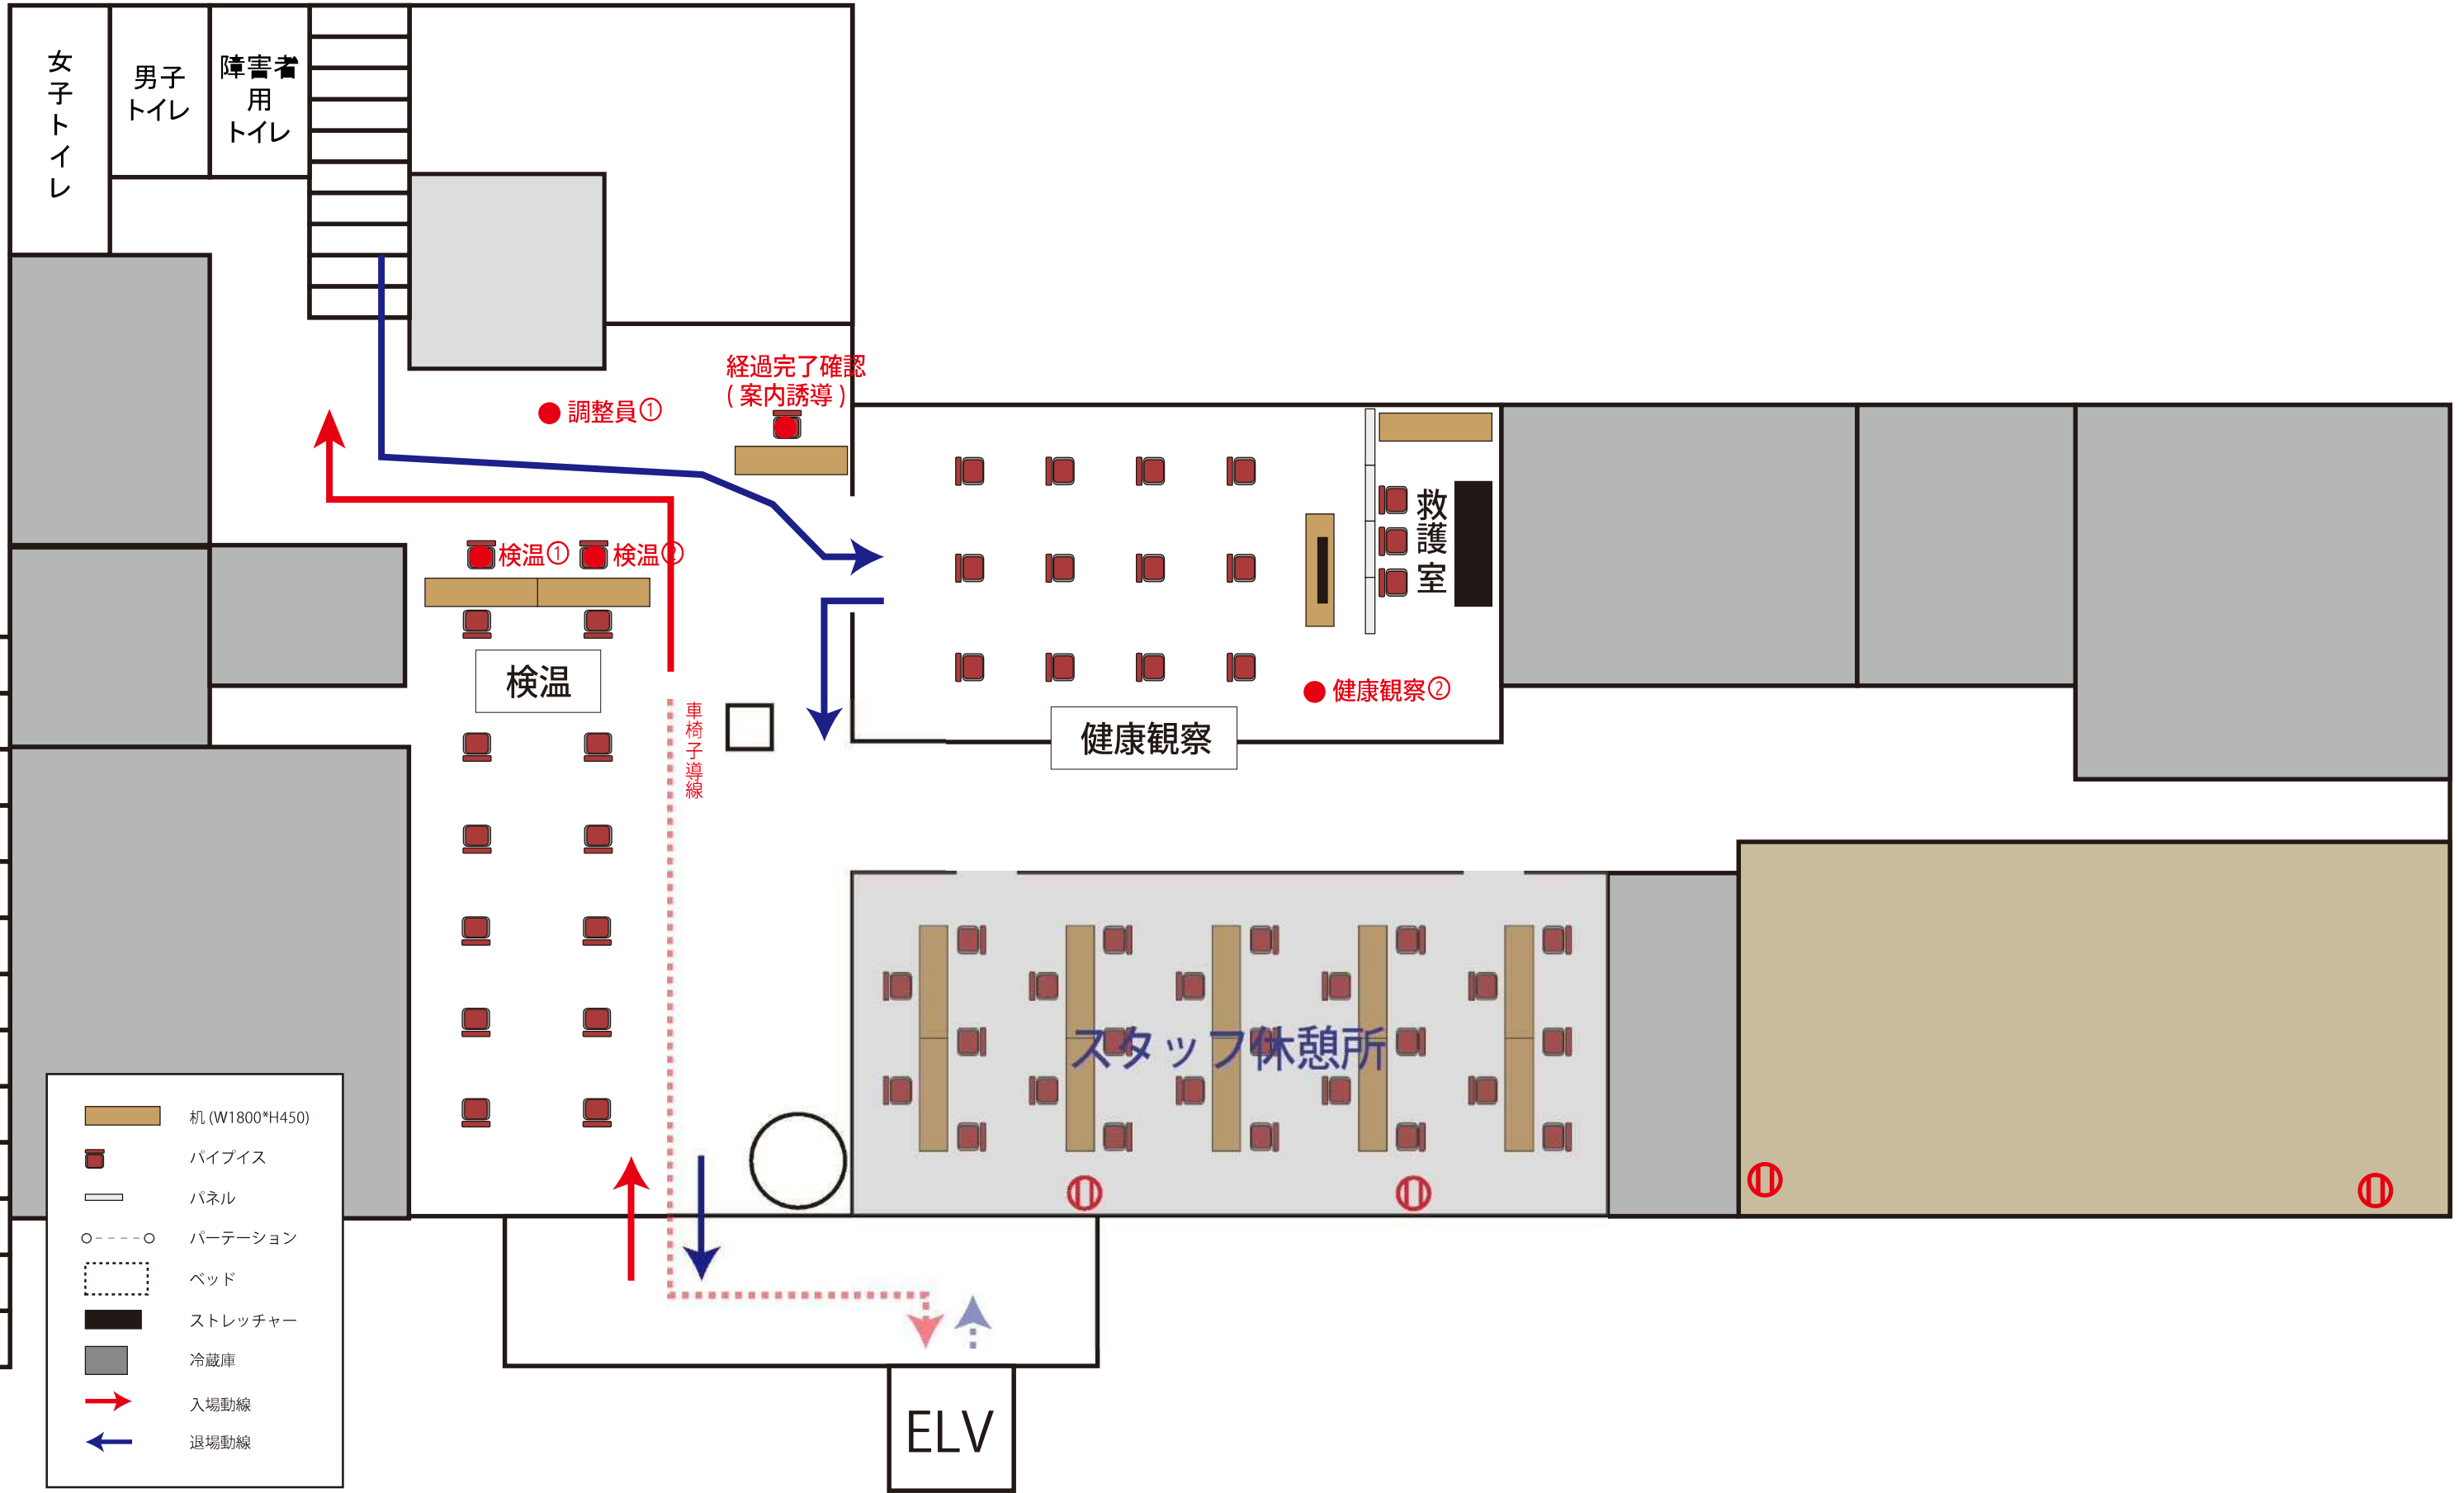 女子トイレ
男子
トイレ
障害者
用
トイレ
経過完了確認
(案内誘導)
調整員①
検温①
検温②
検温
車椅子導線
救護室
健康観察②
健康観察
スタッフ休憩所
机 (W1800*H450)
パイプイス
パネル
パーテーション
ベッド
ストレッチャー
冷蔵庫
入場動線
退場動線
ELV